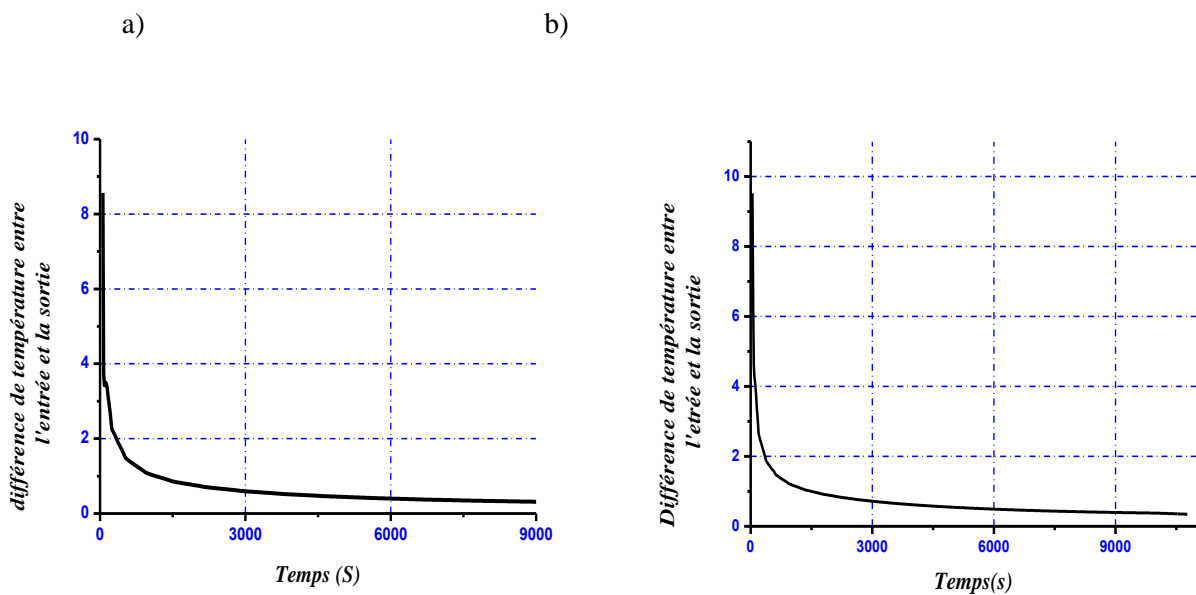 a)
b)
différence de température entre
l'entrée et la sortie
10
8
6
4
2
0
0
3000
6000
9000
Temps (S)
Différence de température entre
l'etrée et la sortie
10
8
6
4
2
0
0
3000
6000
9000
Temps(s)